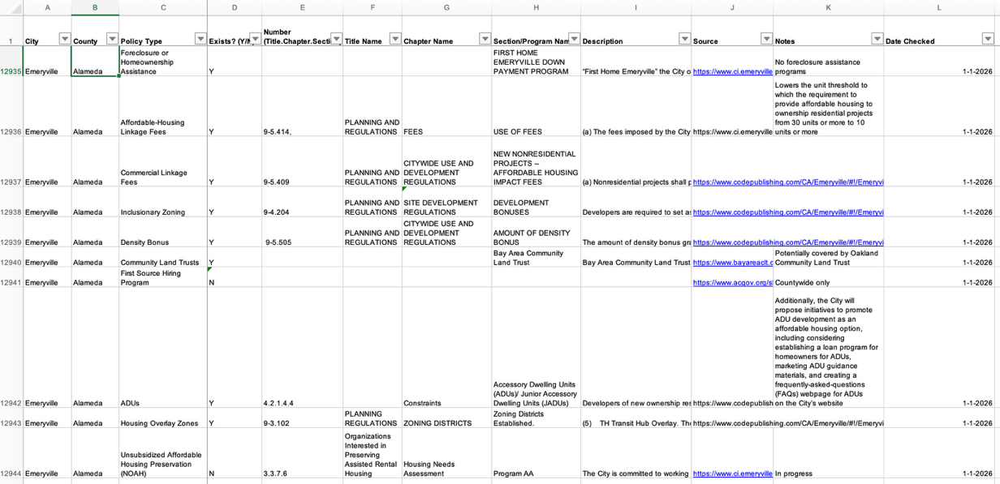 A B C D E F G H I J K L
1 City County Policy Type Exists? (Y/N Number (Title.Chapter.Sectio Title Name Chapter Name Section/Program Nam Description Source Notes Date Checked
12935 Emeryville Alameda Foreclosure or Homeownership Assistance Y FIRST HOME EMERYVILLE DOWN PAYMENT PROGRAM "First Home Emeryville" the City o https://www.ci.emeryville No foreclosure assistance programs 1-1-2026
12936 Emeryville Alameda Affordable-Housing Linkage Fees Y 9-5.414, PLANNING AND REGULATIONS FEES USE OF FEES (a) The fees imposed by the City https://www.ci.emeryville Lowers the unit threshold to which the requirement to provide affordable housing to ownership residential projects from 30 units or more to 10 units or more 1-1-2026
12937 Emeryville Alameda Commercial Linkage Fees Y 9-5.409 PLANNING AND REGULATIONS CITYWIDE USE AND DEVELOPMENT REGULATIONS NEW NONRESIDENTIAL PROJECTS – AFFORDABLE HOUSING IMPACT FEES (a) Nonresidential projects shall p https://www.codepublishing.com/CA/Emeryville/#!/Emeryvi 1-1-2026
12938 Emeryville Alameda Inclusionary Zoning Y 9-4.204 PLANNING AND REGULATIONS SITE DEVELOPMENT REGULATIONS DEVELOPMENT BONUSES Developers are required to set as https://www.codepublishing.com/CA/Emeryville/#!/Emeryvi 1-1-2026
12939 Emeryville Alameda Density Bonus Y 9-5.505 PLANNING AND REGULATIONS CITYWIDE USE AND DEVELOPMENT REGULATIONS AMOUNT OF DENSITY BONUS The amount of density bonus gra https://www.codepublishing.com/CA/Emeryville/#!/Emeryvi 1-1-2026
12940 Emeryville Alameda Community Land Trusts Y Bay Area Community Land Trust Bay Area Community Land Trust https://www.bayareaclt.o Potentially covered by Oakland Community Land Trust 1-1-2026
12941 Emeryville Alameda First Source Hiring Program N https://www.acgov.org/s Countywide only 1-1-2026
12942 Emeryville Alameda ADUs Y 4.2.1.4.4 Constraints Accessory Dwelling Units (ADUs)/ Junior Accessory Dwelling Units (JADUs) Developers of new ownership res https://www.codepublish Additionally, the City will propose initiatives to promote ADU development as an affordable housing option, including considering establishing a loan program for homeowners for ADUs, marketing ADU guidance materials, and creating a frequently-asked-questions (FAQs) webpage for ADUs on the City's website 1-1-2026
12943 Emeryville Alameda Housing Overlay Zones Y 9-3.102 PLANNING REGULATIONS ZONING DISTRICTS Zoning Districts Established. (5) TH Transit Hub Overlay. The https://www.codepublishing.com/CA/Emeryville/#!/Emeryvi 1-1-2026
12944 Emeryville Alameda Unsubsidized Affordable Housing Preservation (NOAH) N 3.3.7.6 Organizations Interested in Preserving Assisted Rental Housing Housing Needs Assessment Program AA The City is committed to working https://www.ci.emeryville In progress 1-1-2026